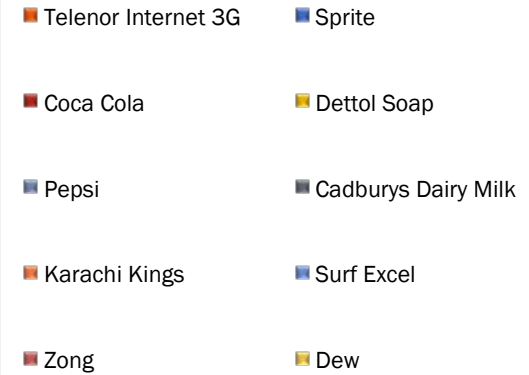 Telenor Internet 3G
Sprite
Coca Cola
Dettol Soap
Pepsi
Cadburys Dairy Milk
Karachi Kings
Surf Excel
Zong
Dew